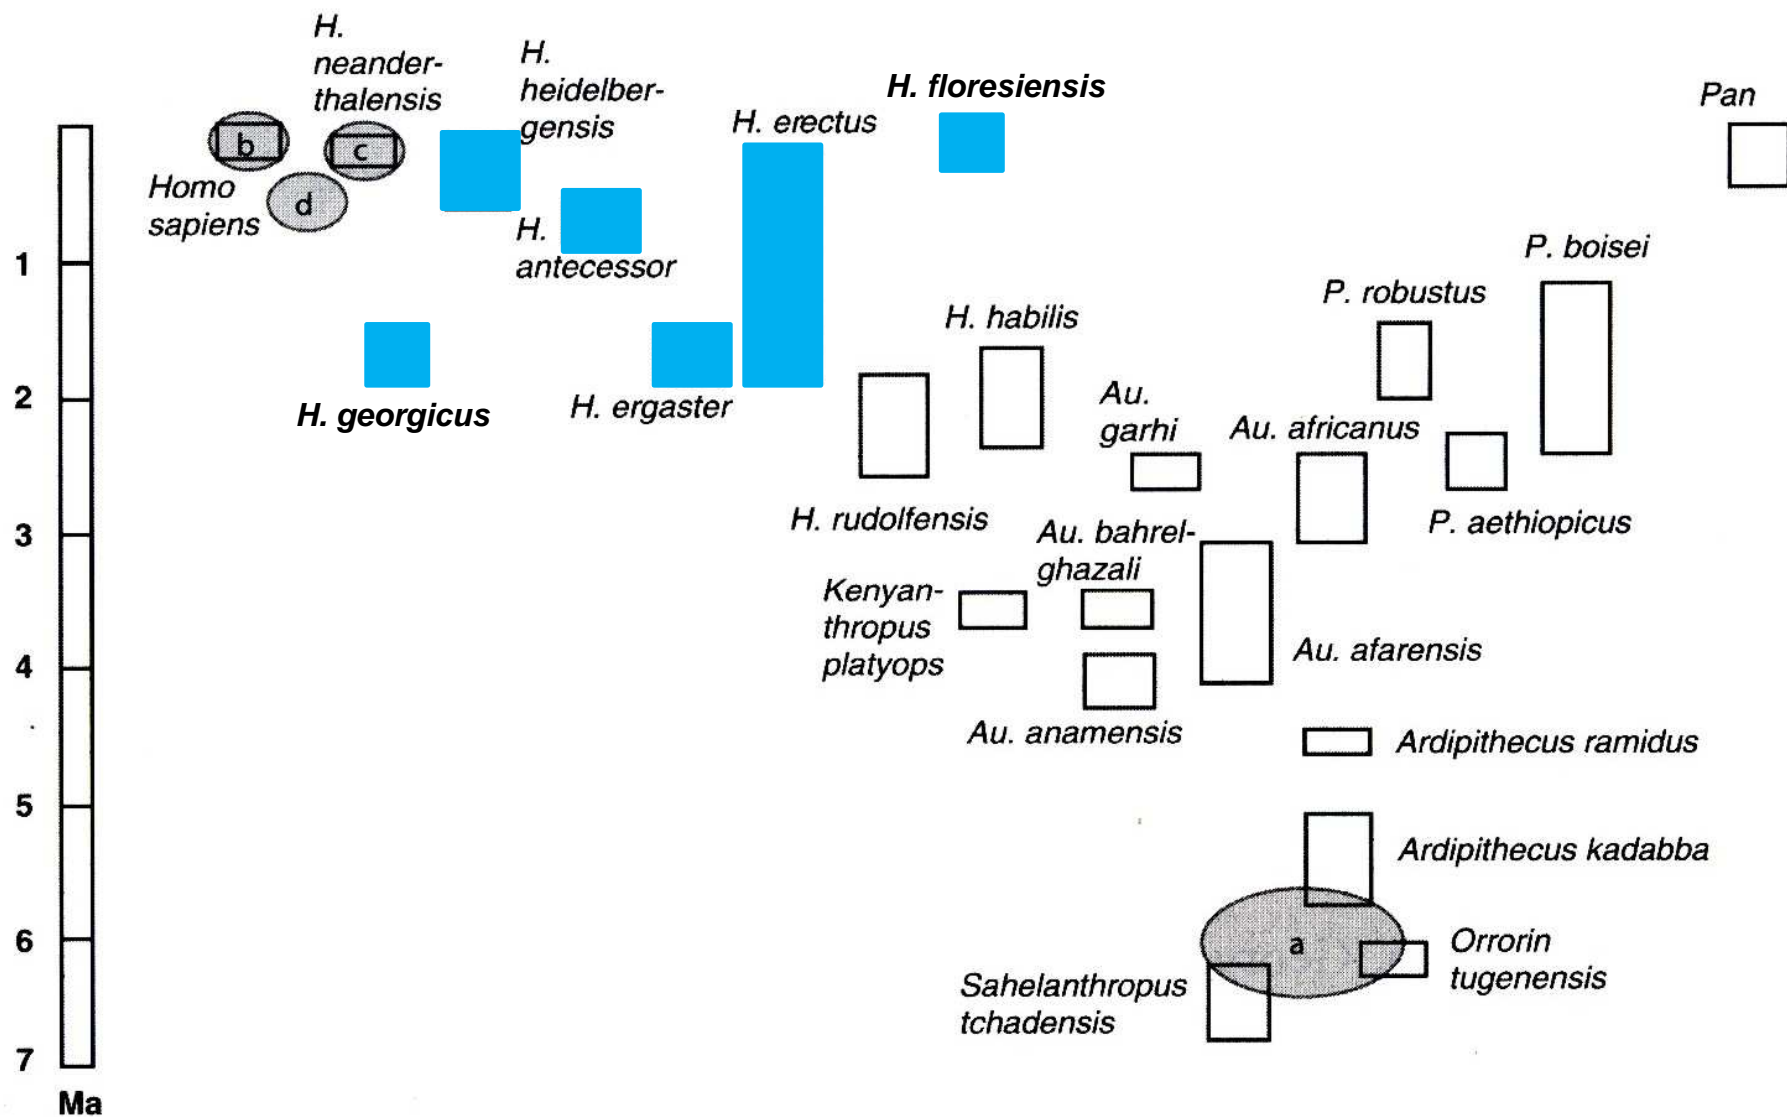 H.
neander-
thalensis
H.
heidelber-
gensis
H. floresiensis
Pan
H. erectus
b
c
Homo
sapiens
d
H.
antecessor
P. boisei
1
P. robustus
H. habilis
2
H. georgicus
H. ergaster
Au.
garhi
Au. africanus
H. rudolfensis
P. aethiopicus
3
Au. bahrel-
ghazali
Kenyan-
thropus
platyops
4
Au. afarensis
Au. anamensis
Ardipithecus ramidus
5
Ardipithecus kadabba
6
a
Orrorin
tugenensis
Sahelanthropus
tchadensis
7
Ma